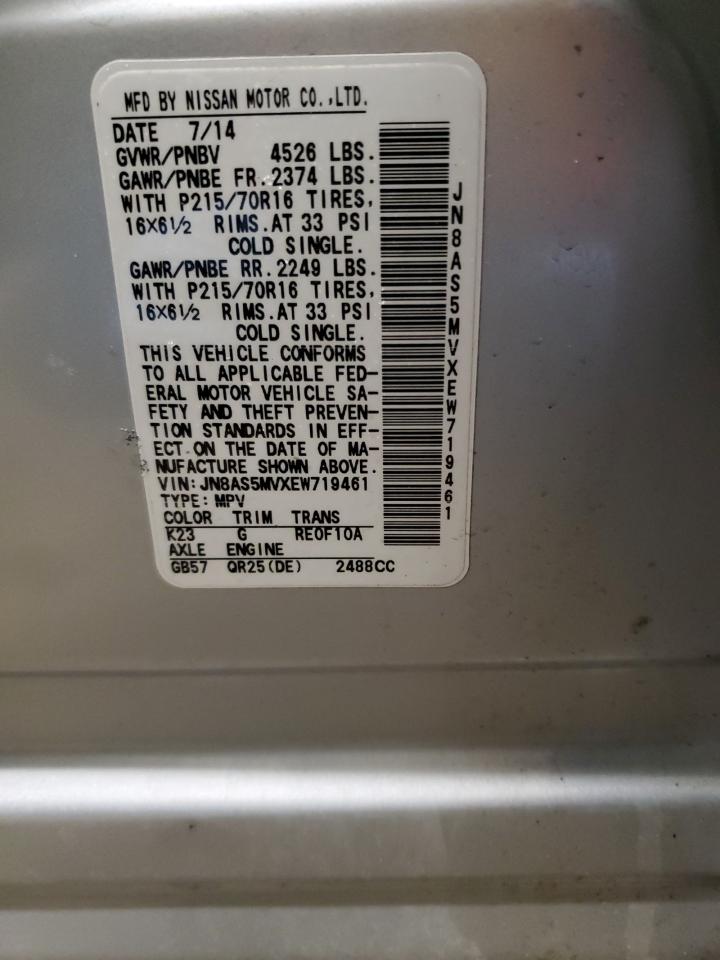 MFD BY NISSAN MOTOR CO.,LTD.
DATE 7/14
GVWR/PNBV 4526 LBS.
GAWR/PNBE FR.2374 LBS.
WITH P215/70R16 TIRES,
16X6½ RIMS.AT 33 PSI
COLD SINGLE.
GAWR/PNBE RR.2249 LBS.
WITH P215/70R16 TIRES,
16X6½ RIMS.AT 33 PSI
COLD SINGLE.
THIS VEHICLE CONFORMS
TO ALL APPLICABLE FED-
ERAL MOTOR VEHICLE SA-
FETY AND THEFT PREVEN-
TION STANDARDS IN EFF-
ECT ON THE DATE OF MA-
NUFACTURE SHOWN ABOVE.
VIN:JN8AS5MVXEW719461
TYPE:MPV
COLOR TRIM TRANS
K23 G RE0F10A
AXLE ENGINE
GB57 QR25(DE) 2488CC
JN8AS5MVXEW719461